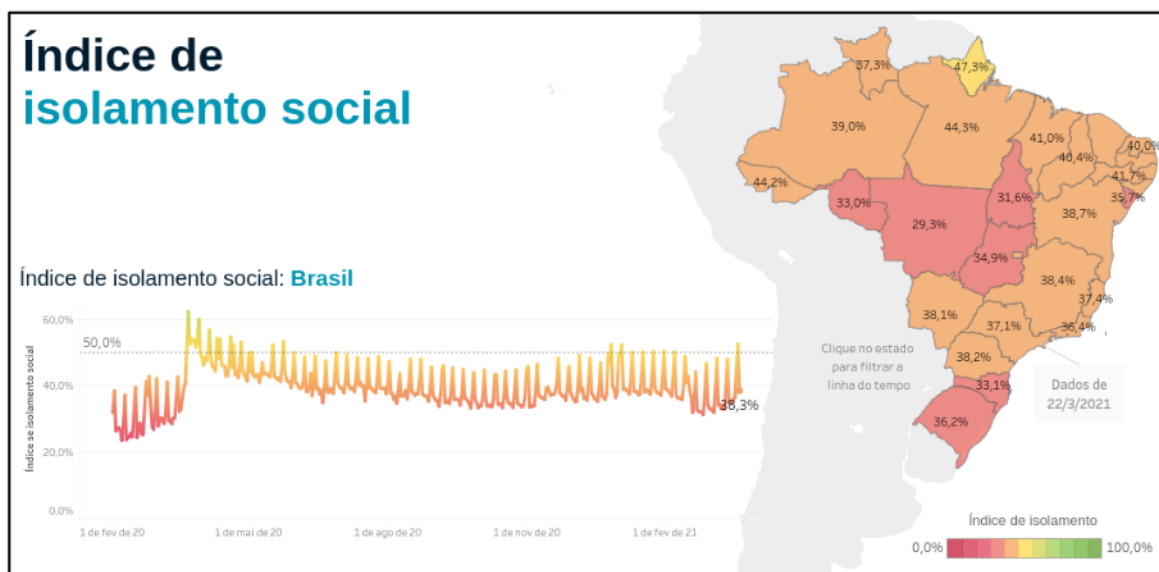 Índice de
isolamento social
Índice de isolamento social: Brasil
Índice se isolamento social
60,0%
50,0%
40,0%
20,0%
0,0%
38,3%
1 de fev de 20
1 de mai de 20
1 de ago de 20
1 de nov de 20
1 de fev de 21
37,3%
47,3%
39,0%
44,3%
41,0%
40,4%
40,0%
41,7%
35,7%
44,2%
33,0%
31,6%
29,3%
38,7%
34,9%
38,4%
37,4%
38,1%
37,1%
36,4%
38,2%
33,1%
36,2%
Clique no estado
para filtrar a
linha do tempo
Dados de
22/3/2021
Índice de isolamento
0,0%
100,0%